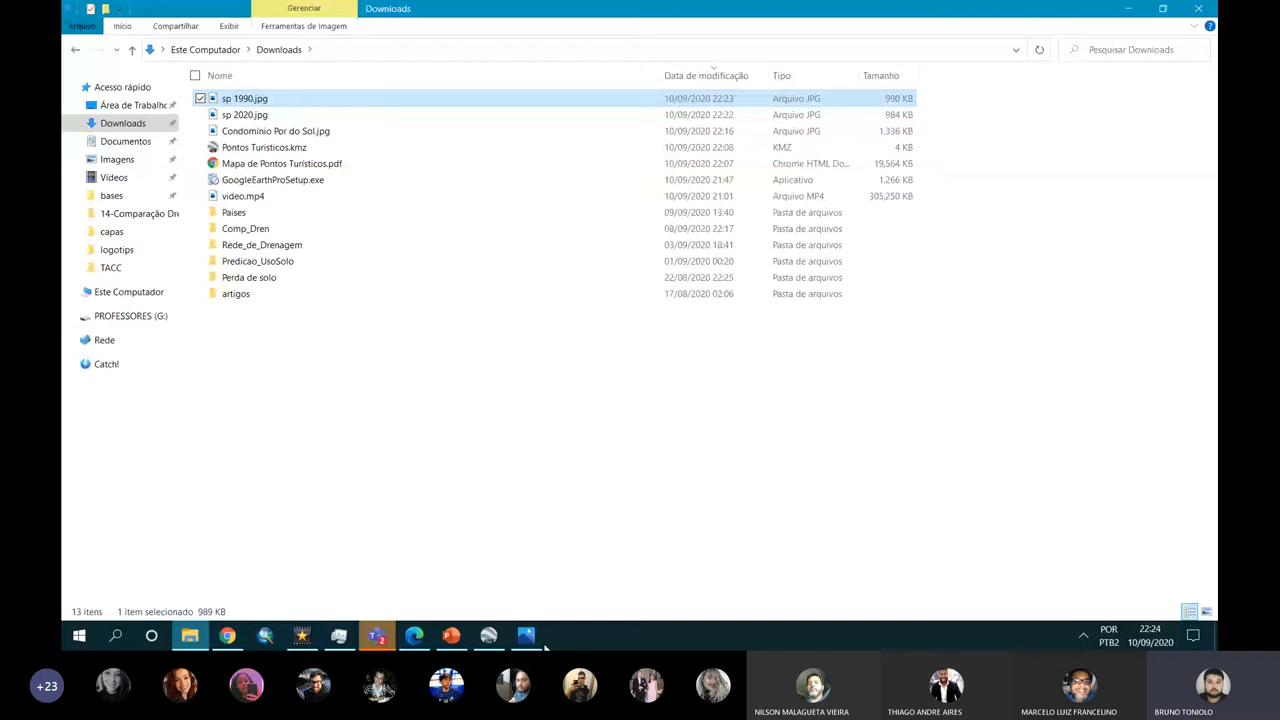 Gerenciar
Downloads
Arquivo
Início
Compartilhar
Exibir
Ferramentas de Imagem
Este Computador > Downloads >
Pesquisar Downloads
Nome
Data de modificação
Tipo
Tamanho
Acesso rápido
Área de Trabalho
Downloads
Documentos
Imagens
Vídeos
bases
14-Comparação Dre
capas
logotips
TACC
Este Computador
PROFESSORES (G:)
Rede
Catch!
sp 1990.jpg 10/09/2020 22:23 Arquivo JPG 990 KB
sp 2020.jpg 10/09/2020 22:22 Arquivo JPG 984 KB
Condomínio Por do Sol.jpg 10/09/2020 22:16 Arquivo JPG 1,336 KB
Pontos Turisticos.kmz 10/09/2020 22:08 KMZ 4 KB
Mapa de Pontos Turísticos.pdf 10/09/2020 22:07 Chrome HTML Do... 19,564 KB
GoogleEarthProSetup.exe 10/09/2020 21:47 Aplicativo 1,266 KB
video.mp4 10/09/2020 21:01 Arquivo MP4 305,250 KB
Países 09/09/2020 13:40 Pasta de arquivos
Comp_Dren 08/09/2020 22:17 Pasta de arquivos
Rede_de_Drenagem 03/09/2020 18:41 Pasta de arquivos
Predicao_UsoSolo 01/09/2020 00:20 Pasta de arquivos
Perda de solo 22/08/2020 22:25 Pasta de arquivos
artigos 17/08/2020 02:06 Pasta de arquivos
13 itens 1 item selecionado 989 KB
2
POR
PTB2
22:24
10/09/2020
+23
NILSON MALAGUETA VIEIRA
THIAGO ANDRE AIRES
MARCELO LUIZ FRANCELINO
BRUNO TONIOLO